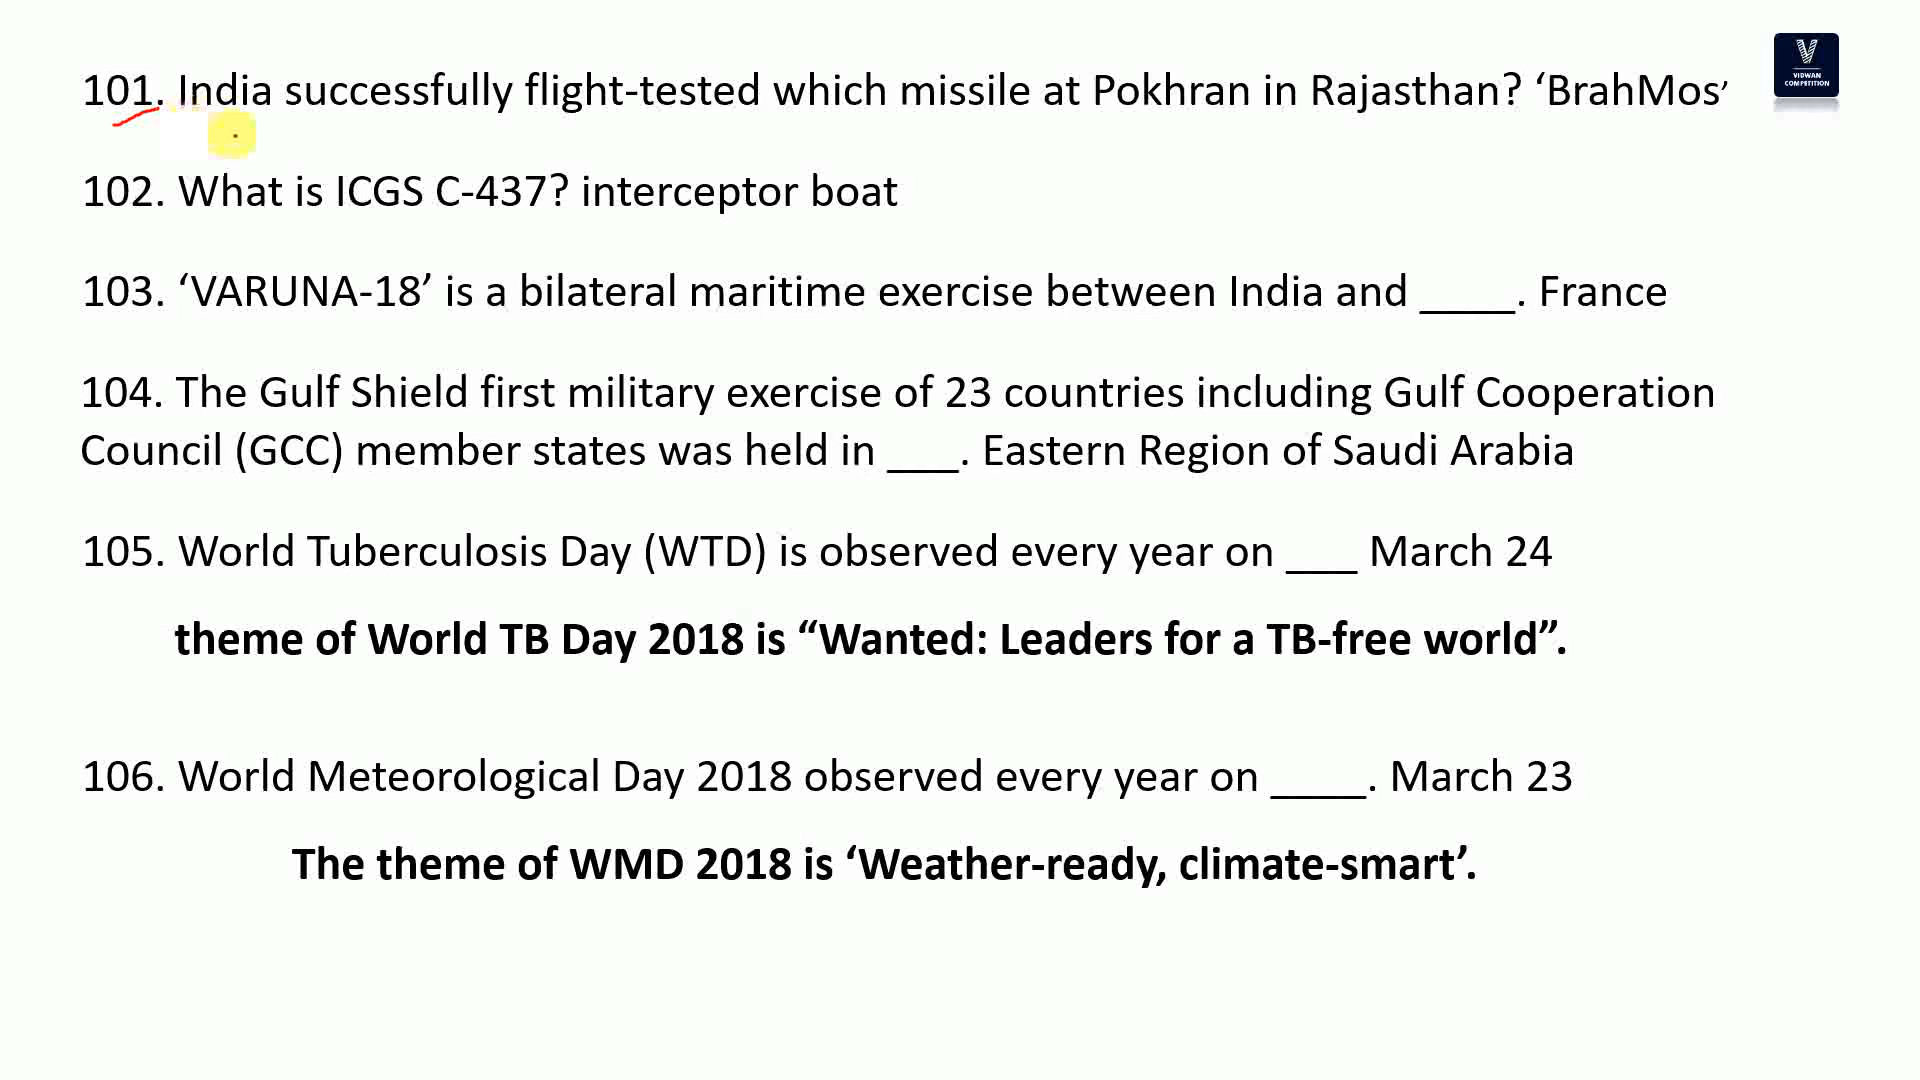 101. India successfully flight-tested which missile at Pokhran in Rajasthan? ‘BrahMos’
V
VIDWAN
COMPETITION
102. What is ICGS C-437? interceptor boat
103. ‘VARUNA-18’ is a bilateral maritime exercise between India and ____. France
104. The Gulf Shield first military exercise of 23 countries including Gulf Cooperation
Council (GCC) member states was held in ___. Eastern Region of Saudi Arabia
105. World Tuberculosis Day (WTD) is observed every year on ___ March 24
theme of World TB Day 2018 is “Wanted: Leaders for a TB-free world”.
106. World Meteorological Day 2018 observed every year on ____. March 23
The theme of WMD 2018 is ‘Weather-ready, climate-smart’.